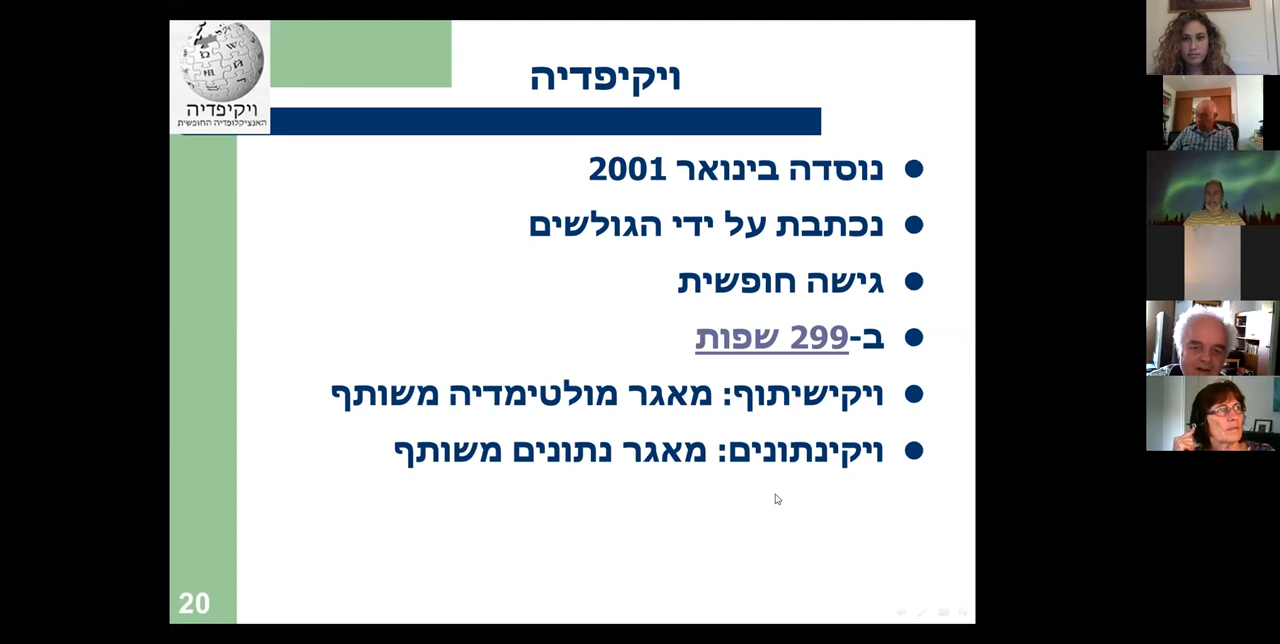 ויקיפדיה
האנציקלופדיה החופשית
ויקיפדיה
נוסדה בינואר 2001
נכתבת על ידי הגולשים
גישה חופשית
ב-299 שפות
ויקישיתוף: מאגר מולטימדיה משותף
ויקינתונים: מאגר נתונים משותף
20